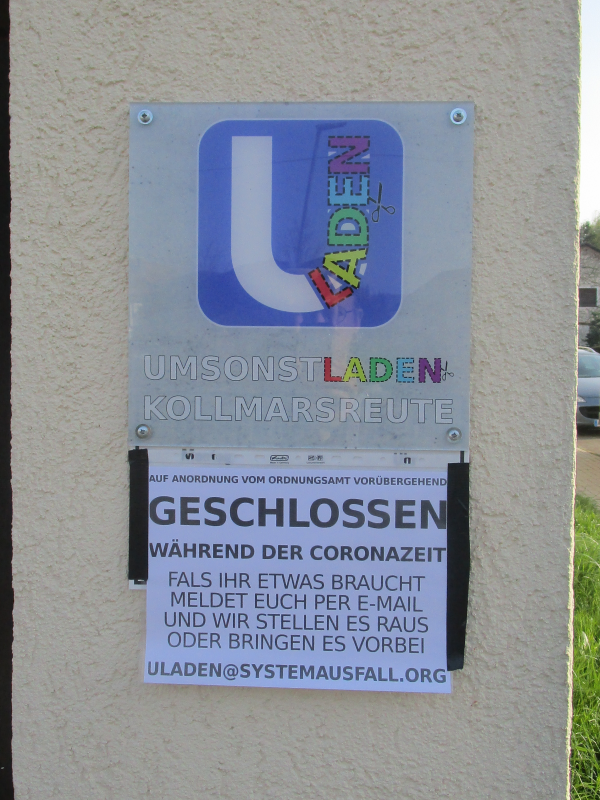 U LADEN
UMSONSTLADEN
KOLLMARSREUTE
AUF ANORDNUNG VOM ORDNUNGSAMT VORÜBERGEHEND
GESCHLOSSEN
WÄHREND DER CORONAZEIT
FALS IHR ETWAS BRAUCHT
MELDET EUCH PER E-MAIL
UND WIR STELLEN ES RAUS
ODER BRINGEN ES VORBEI
ULADEN@SYSTEMAUSFALL.ORG